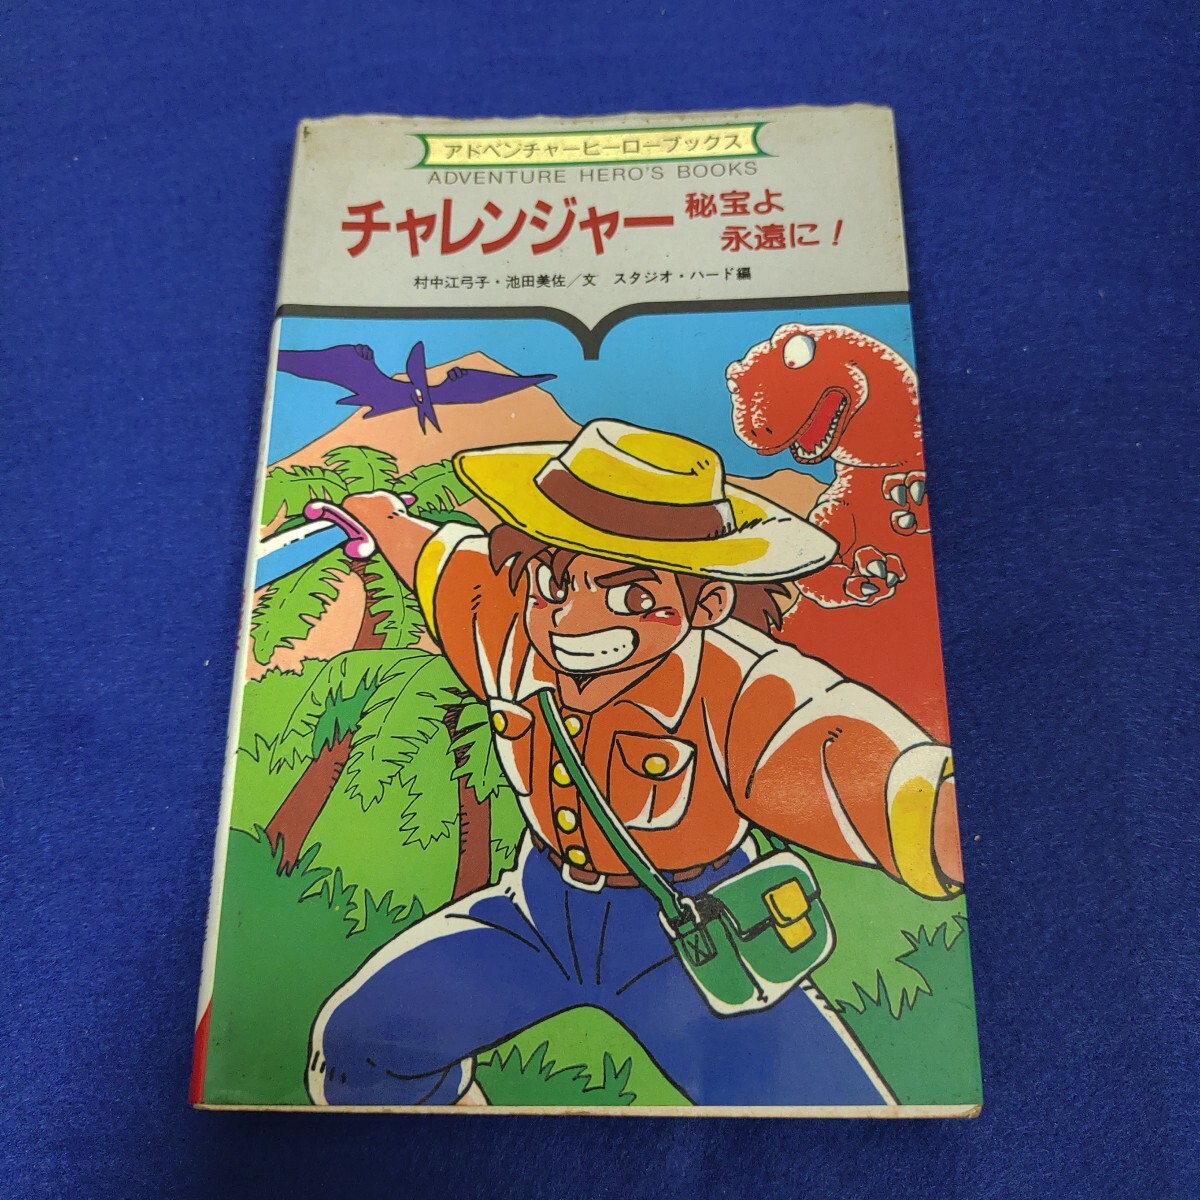 アドベンチャーヒーローブックス
ADVENTURE HERO'S BOOKS
チャレンジャー 秘宝よ
永遠に!
村中江弓子・池田美佐／文 スタジオ・ハード編